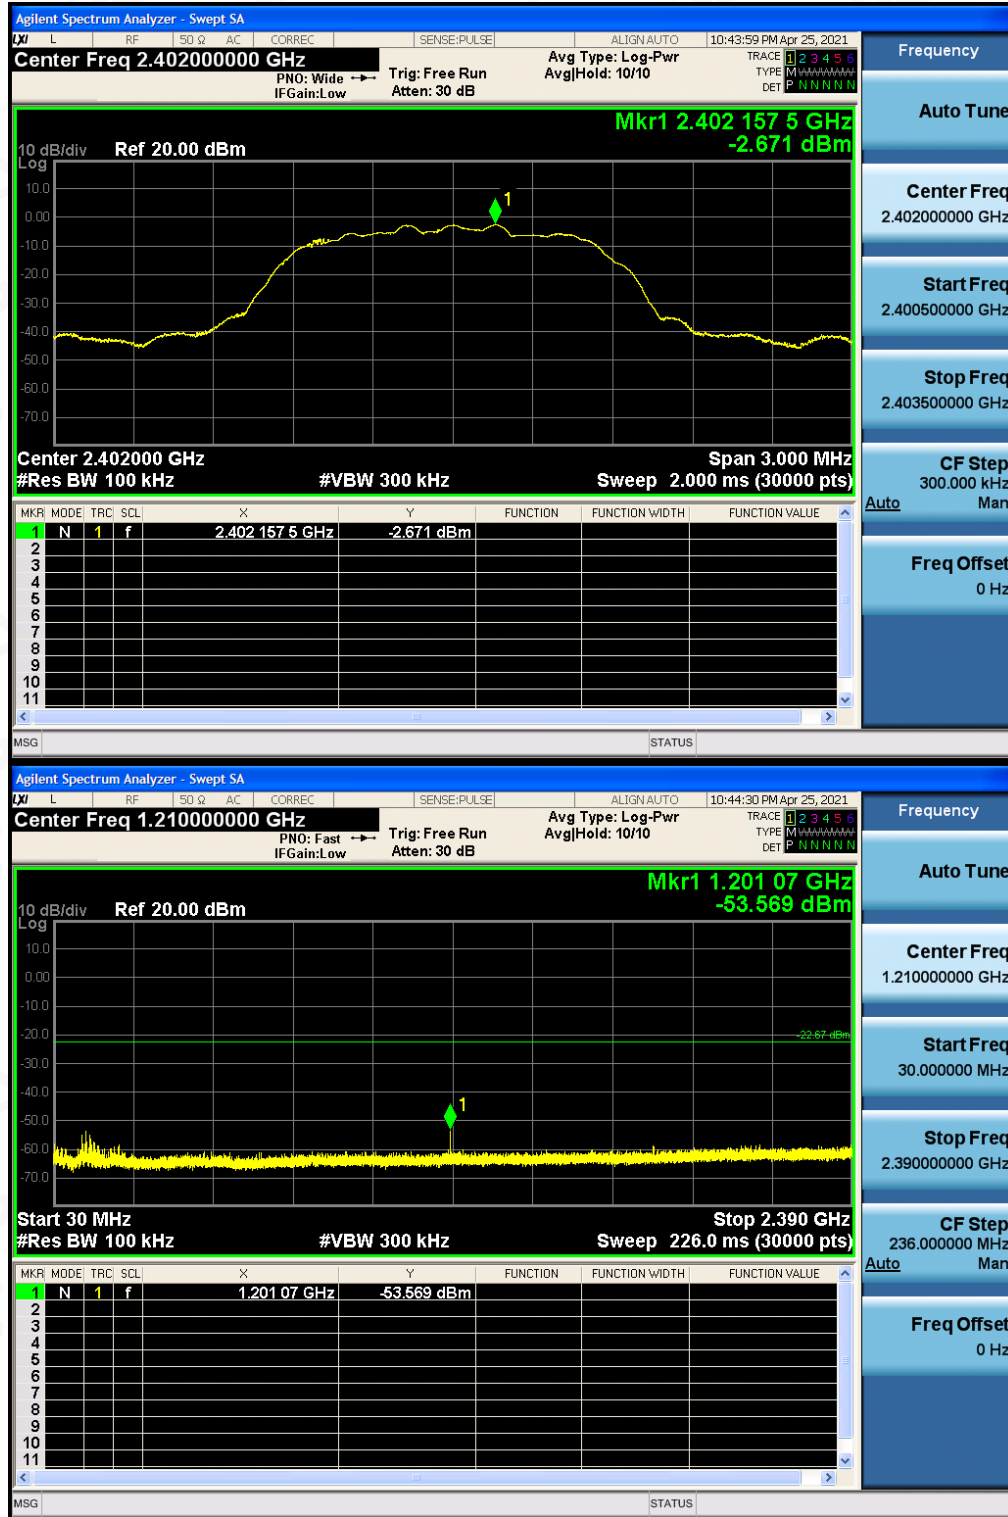 Agilent Spectrum Analyzer - Swept SA
LXI L RF 50 Ω AC CORREC SENSE:PULSE ALIGN AUTO 10:43:59 PM Apr 25, 2021
Center Freq 2.402000000 GHz
PNO: Wide
IFGain:Low
Trig: Free Run
Atten: 30 dB
Avg Type: Log-Pwr
Avg|Hold: 10/10
TRACE 1 2 3 4 5 6
TYPE M
DET P N N N N N
Mkr1 2.402 157 5 GHz
-2.671 dBm
10 dB/div Ref 20.00 dBm
Log
10.0
0.00
-10.0
-20.0
-30.0
-40.0
-50.0
-60.0
-70.0
1
Center 2.402000 GHz Span 3.000 MHz
#Res BW 100 kHz #VBW 300 kHz Sweep 2.000 ms (30000 pts)
MKR MODE TRC SCL X Y FUNCTION FUNCTION WIDTH FUNCTION VALUE
1 N 1 f 2.402 157 5 GHz -2.671 dBm
2
3
4
5
6
7
8
9
10
11
MSG STATUS
Frequency
Auto Tune
Center Freq
2.402000000 GHz
Start Freq
2.400500000 GHz
Stop Freq
2.403500000 GHz
CF Step
300.000 kHz
Auto Man
Freq Offset
0 Hz
Agilent Spectrum Analyzer - Swept SA
LXI L RF 50 Ω AC CORREC SENSE:PULSE ALIGN AUTO 10:44:30 PM Apr 25, 2021
Center Freq 1.210000000 GHz
PNO: Fast
IFGain:Low
Trig: Free Run
Atten: 30 dB
Avg Type: Log-Pwr
Avg|Hold: 10/10
TRACE 1 2 3 4 5 6
TYPE M
DET P N N N N N
Mkr1 1.201 07 GHz
-53.569 dBm
10 dB/div Ref 20.00 dBm
Log
10.0
0.00
-10.0
-20.0
-30.0
-40.0
-50.0
-60.0
-70.0
-22.67 dBm
1
Start 30 MHz Stop 2.390 GHz
#Res BW 100 kHz #VBW 300 kHz Sweep 226.0 ms (30000 pts)
MKR MODE TRC SCL X Y FUNCTION FUNCTION WIDTH FUNCTION VALUE
1 N 1 f 1.201 07 GHz -53.569 dBm
2
3
4
5
6
7
8
9
10
11
MSG STATUS
Frequency
Auto Tune
Center Freq
1.210000000 GHz
Start Freq
30.000000 MHz
Stop Freq
2.390000000 GHz
CF Step
236.000000 MHz
Auto Man
Freq Offset
0 Hz